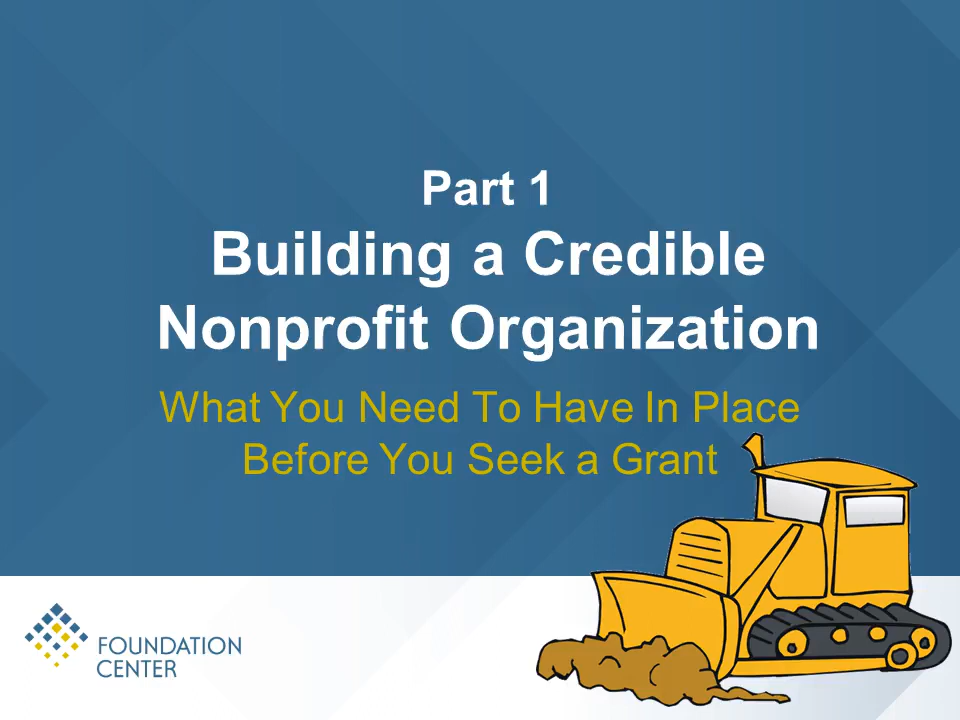 Part 1
Building a Credible
Nonprofit Organization
What You Need To Have In Place
Before You Seek a Grant
FOUNDATION
CENTER